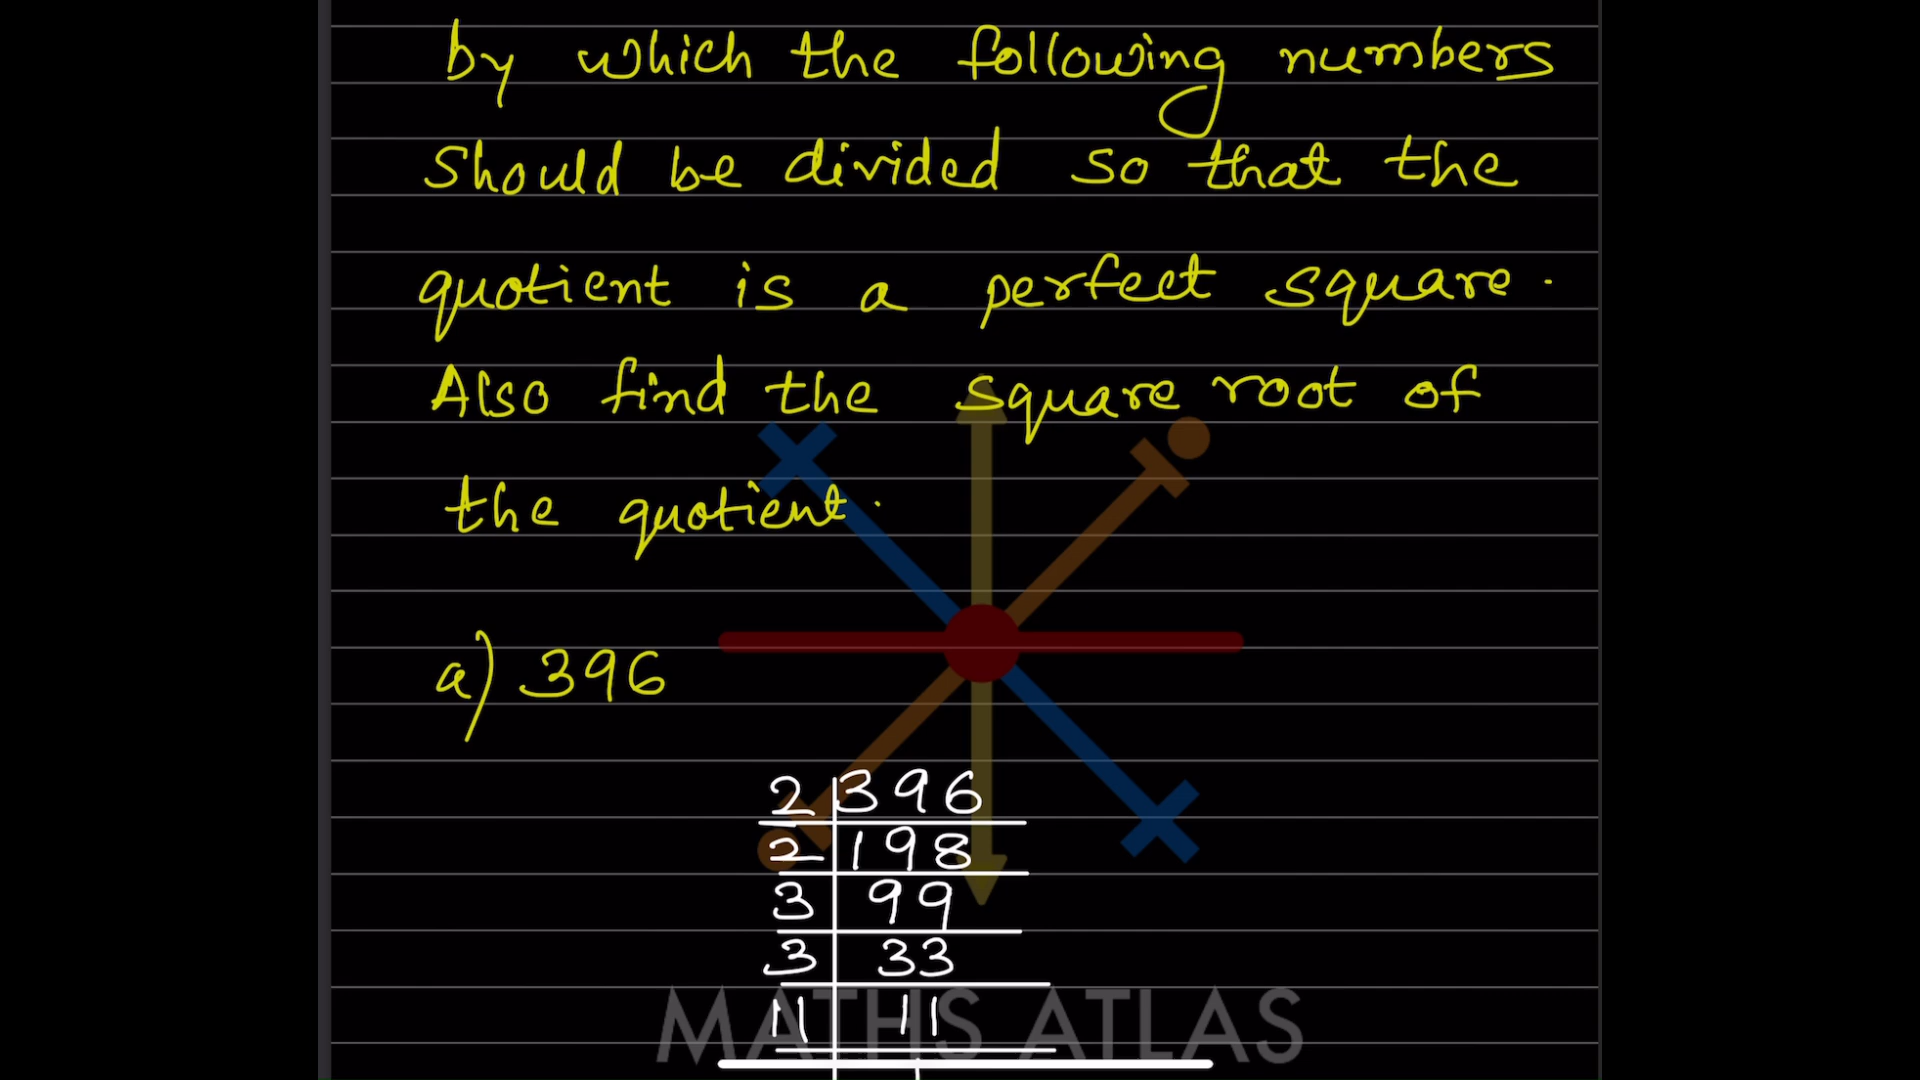 by which the following numbers
should be divided so that the
quotient is a perfect square.
Also find the square root of
the quotient.
a) 396
2 396
2 198
3 99
3 33
11 11
1
MATHS ATLAS